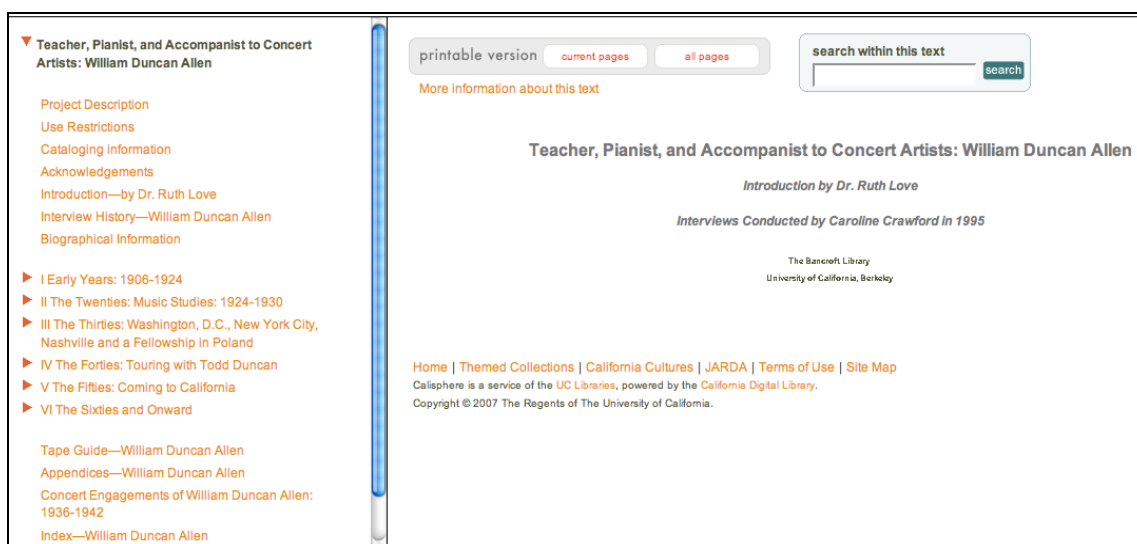 Teacher, Pianist, and Accompanist to Concert
Artists: William Duncan Allen
Project Description
Use Restrictions
Cataloging information
Acknowledgements
Introduction—by Dr. Ruth Love
Interview History—William Duncan Allen
Biographical Information
I Early Years: 1906-1924
II The Twenties: Music Studies: 1924-1930
III The Thirties: Washington, D.C., New York City,
Nashville and a Fellowship in Poland
IV The Forties: Touring with Todd Duncan
V The Fifties: Coming to California
VI The Sixties and Onward
Tape Guide—William Duncan Allen
Appendices—William Duncan Allen
Concert Engagements of William Duncan Allen:
1936-1942
Index—William Duncan Allen
printable version current pages all pages
More information about this text
search within this text
search
Teacher, Pianist, and Accompanist to Concert Artists: William Duncan Allen
Introduction by Dr. Ruth Love
Interviews Conducted by Caroline Crawford in 1995
The Bancroft Library
University of California, Berkeley
Home | Themed Collections | California Cultures | JARDA | Terms of Use | Site Map
Calisphere is a service of the UC Libraries, powered by the California Digital Library.
Copyright © 2007 The Regents of The University of California.